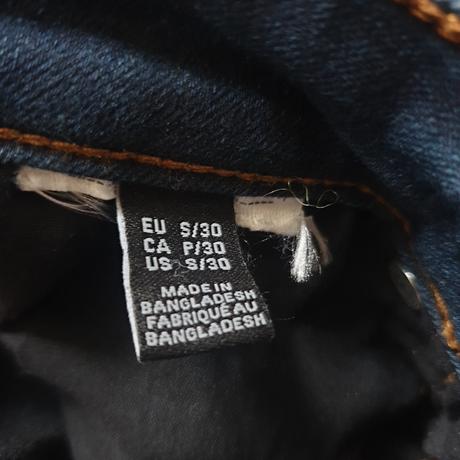 EU S/30
CA P/30
US S/30
MADE IN
BANGLADESH
FABRIQUÉ AU
BANGLADESH